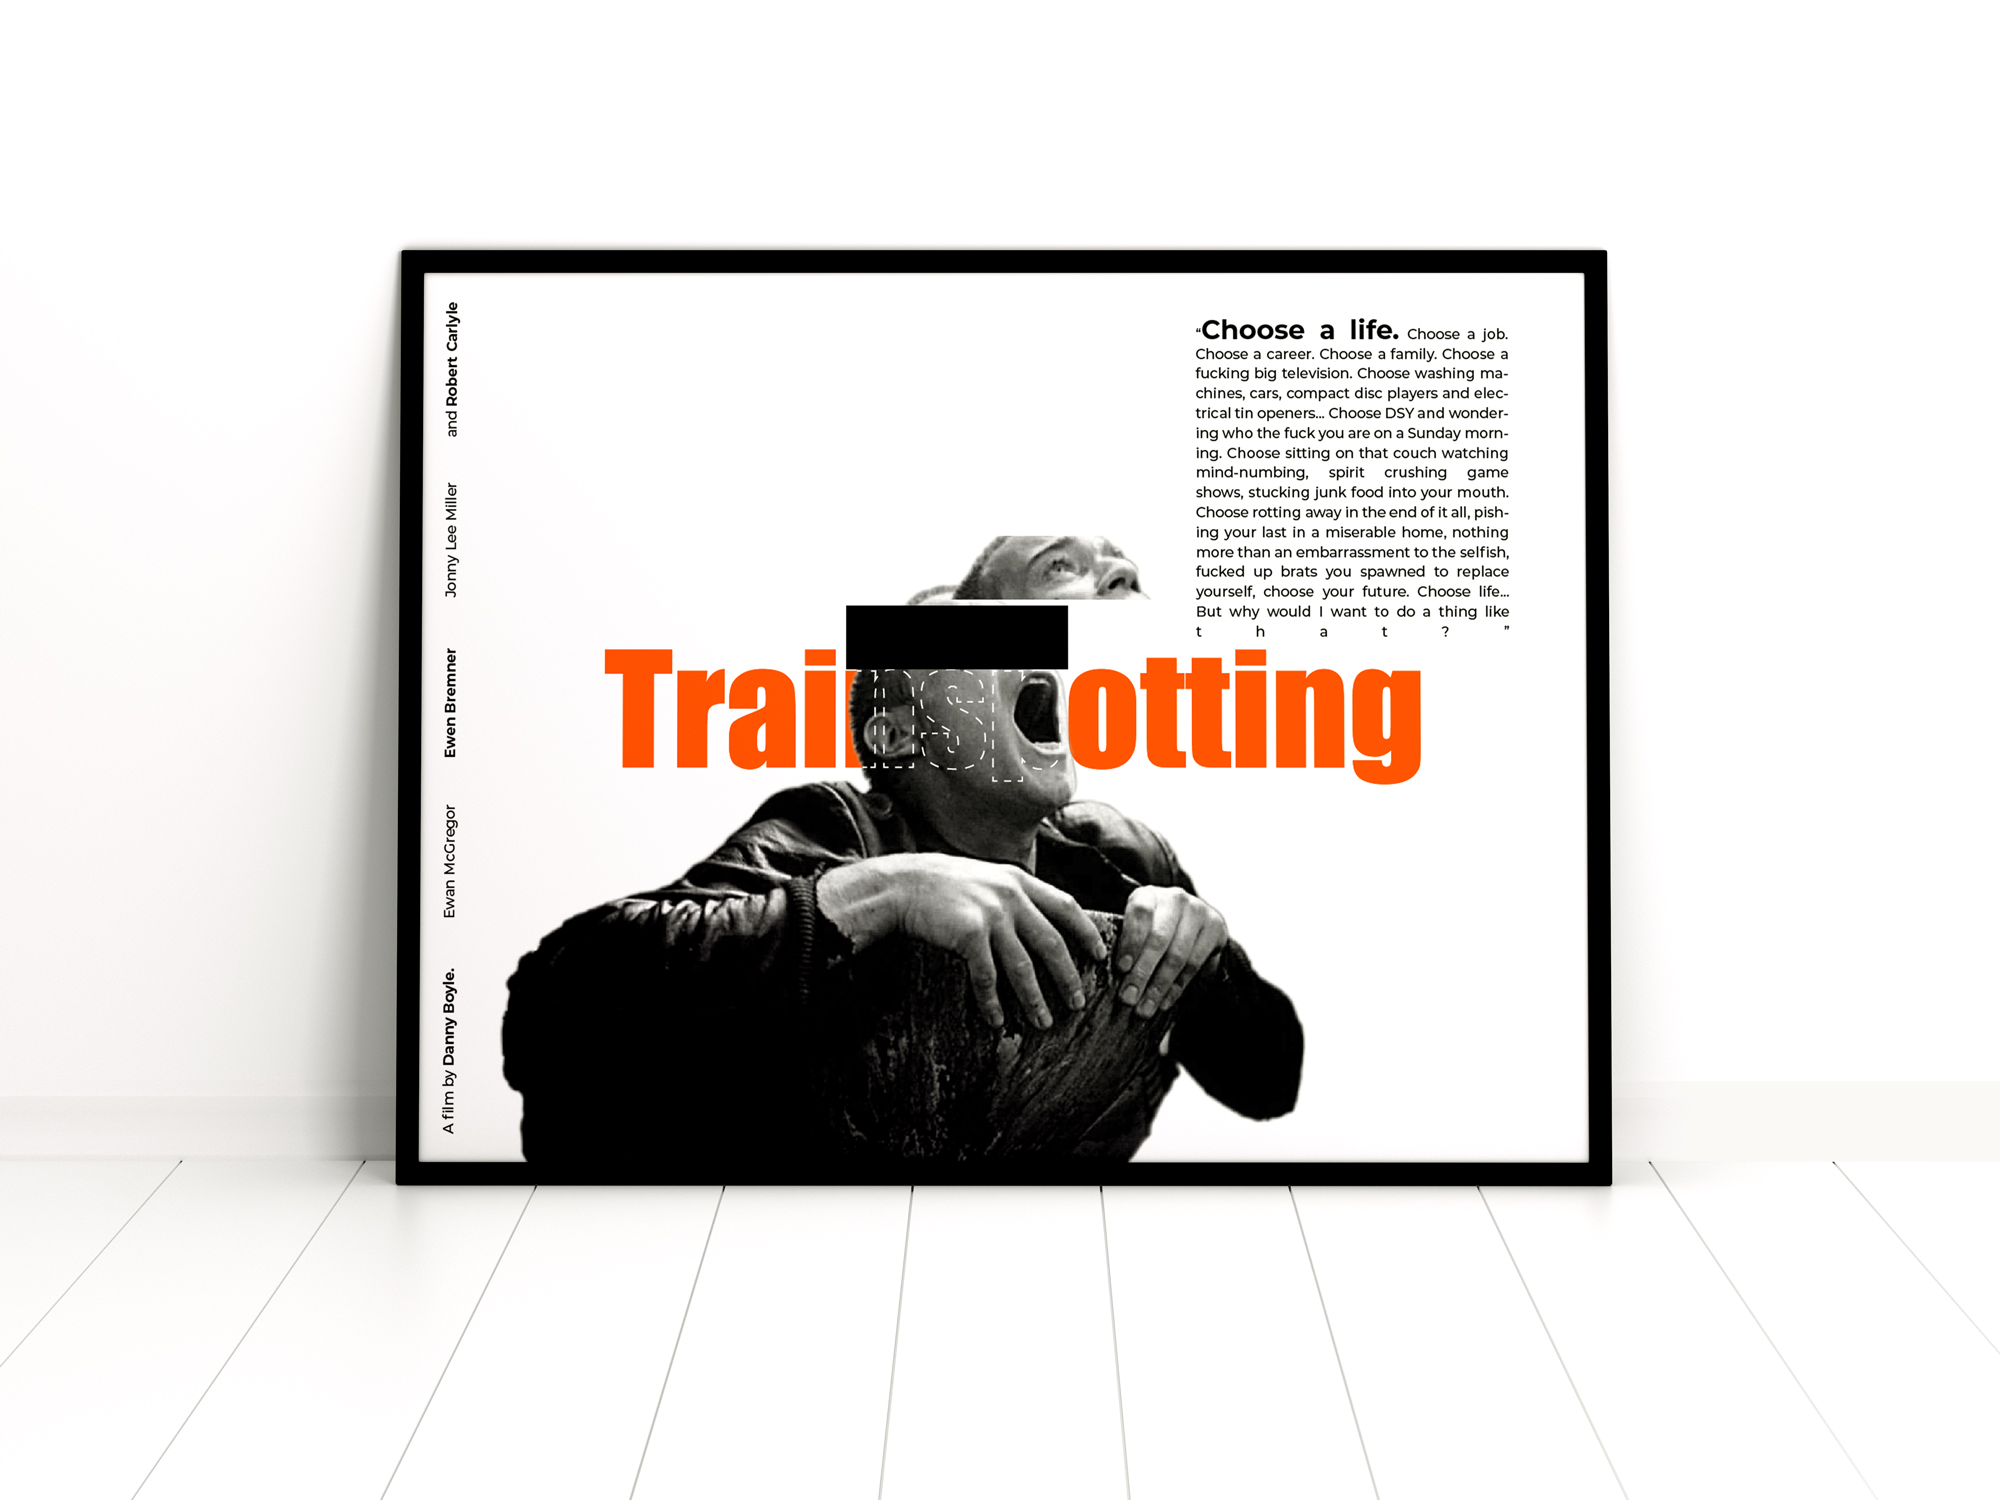 and Robert Carlyle
Jonny Lee Miller
Ewen Bremner
Ewan McGregor
A film by Danny Boyle.
“Choose a life. Choose a job.
Choose a career. Choose a family. Choose a
fucking big television. Choose washing ma-
chines, cars, compact disc players and elec-
trical tin openers... Choose DSY and wonder-
ing who the fuck you are on a Sunday morn-
ing. Choose sitting on that couch watching
mind-numbing, spirit crushing game
shows, stucking junk food into your mouth.
Choose rotting away in the end of it all, pish-
ing your last in a miserable home, nothing
more than an embarrassment to the selfish,
fucked up brats you spawned to replace
yourself, choose your future. Choose life...
But why would I want to do a thing like
t h a t ? ”
Trainspotting